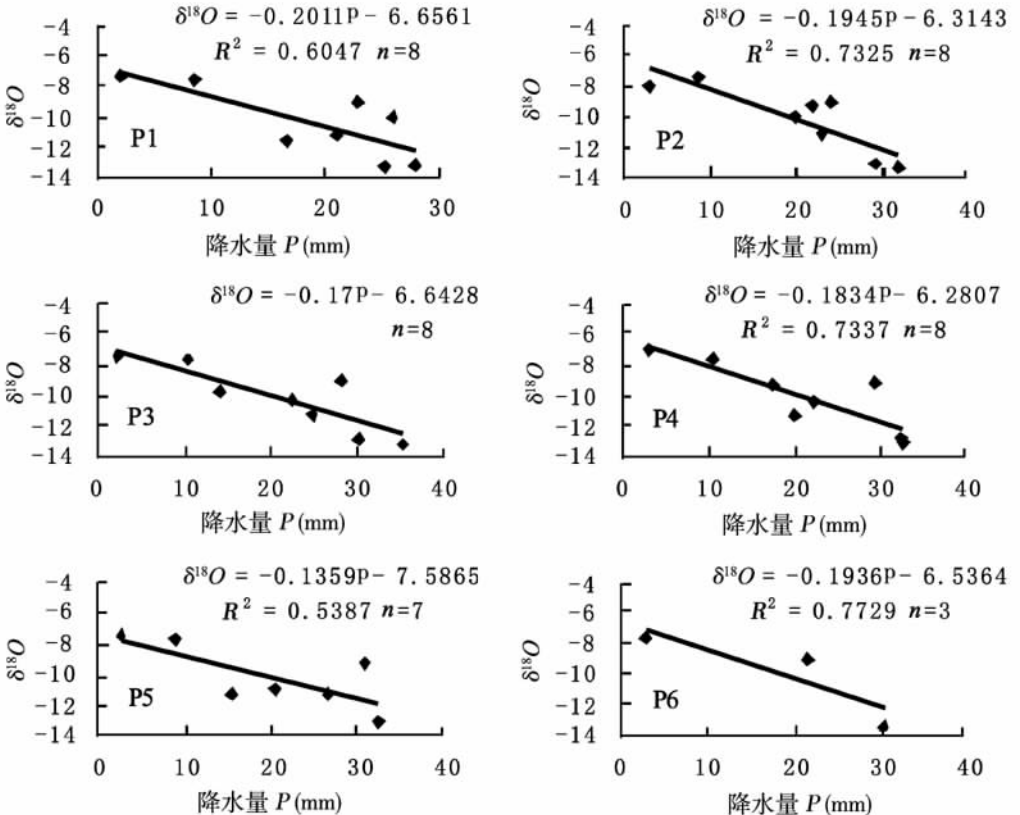 δ¹⁸O = −0.2011P − 6.6561
R² = 0.6047 n=8
δ¹⁸O
−4
−6
−8
−10
−12
−14
P1
0 10 20 30
降水量 P(mm)
δ¹⁸O = −0.1945P − 6.3143
R² = 0.7325 n=8
δ¹⁸O
−4
−6
−8
−10
−12
−14
P2
0 10 20 30 40
降水量 P(mm)
δ¹⁸O = −0.17P − 6.6428
n=8
δ¹⁸O
−4
−6
−8
−10
−12
−14
P3
0 10 20 30 40
降水量 P(mm)
δ¹⁸O = −0.1834P − 6.2807
R² = 0.7337 n=8
δ¹⁸O
−4
−6
−8
−10
−12
−14
P4
0 10 20 30 40
降水量 P(mm)
δ¹⁸O = −0.1359P − 7.5865
R² = 0.5387 n=7
δ¹⁸O
−4
−6
−8
−10
−12
−14
P5
0 10 20 30 40
降水量 P(mm)
δ¹⁸O = −0.1936P − 6.5364
R² = 0.7729 n=3
δ¹⁸O
−4
−6
−8
−10
−12
−14
P6
0 10 20 30 40
降水量 P(mm)